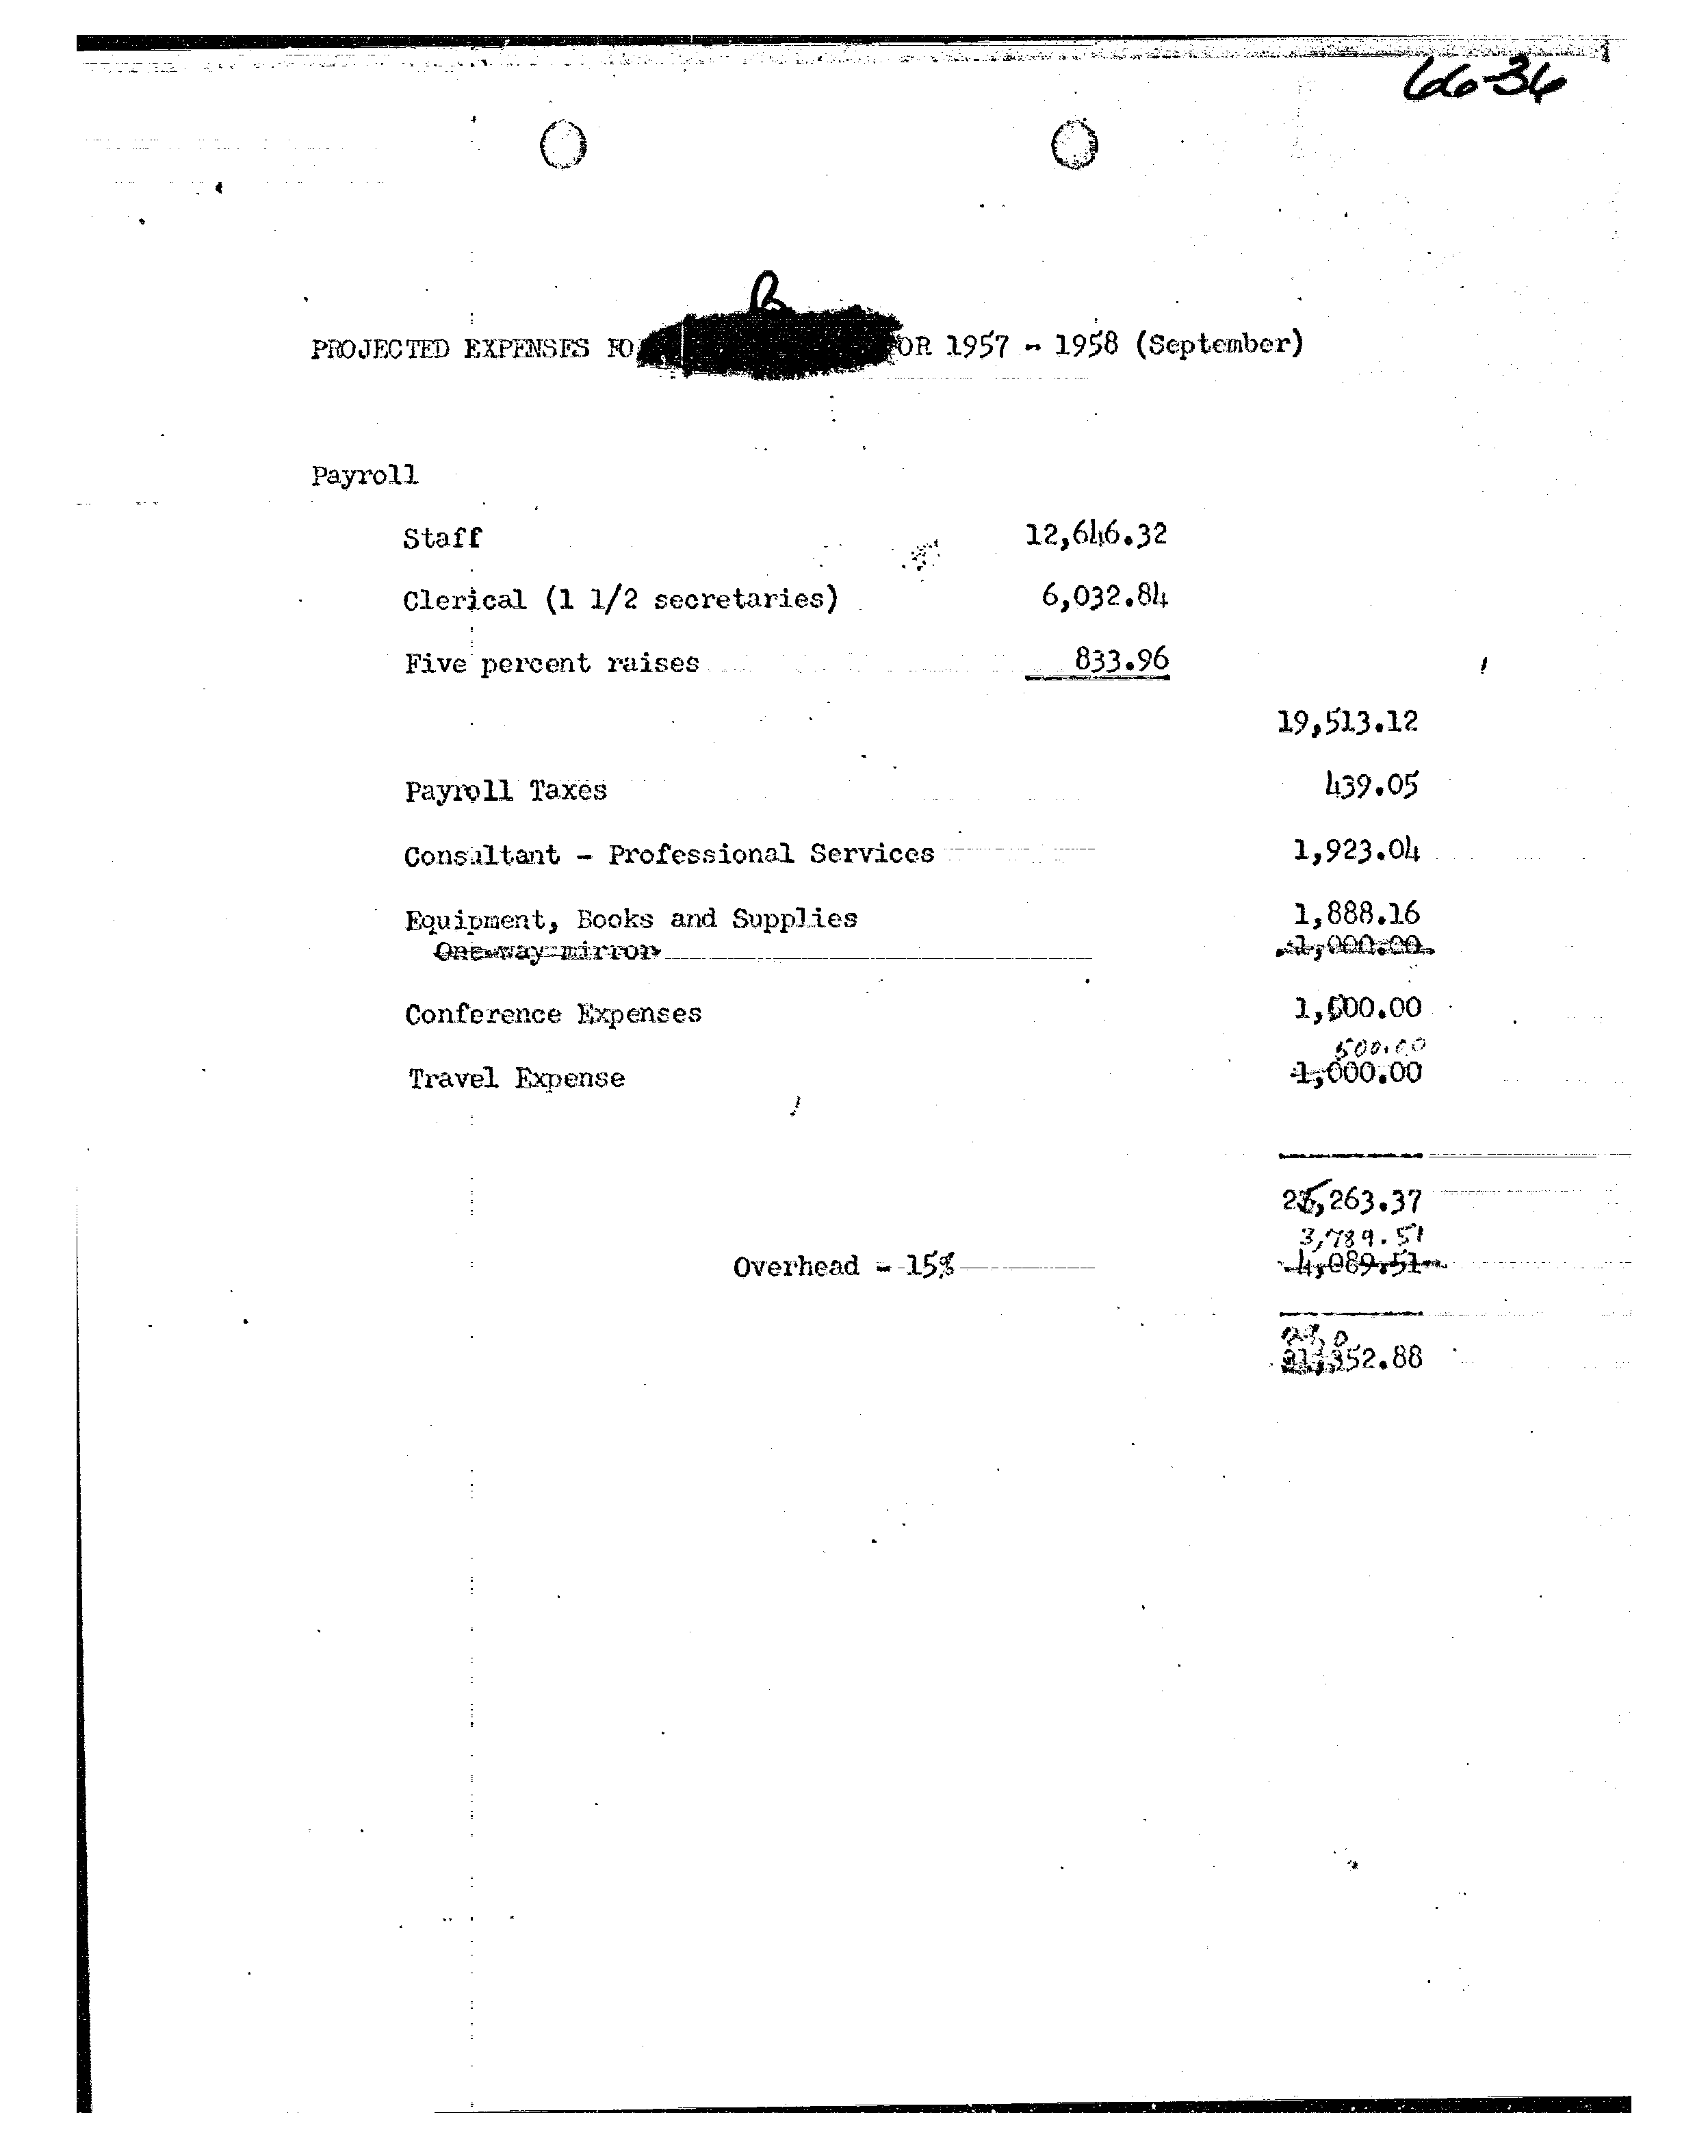 66-36
B
PROJECTED EXPENSES FO OR 1957 - 1958 (September)
Payroll
Staff 12,646.32
Clerical (1 1/2 secretaries) 6,032.84
Five percent raises 833.96
19,513.12
Payroll Taxes 439.05
Consultant - Professional Services 1,923.04
Equipment, Books and Supplies 1,888.16
One-way mirror 1,000.00
Conference Expenses 1,000.00
500.00
Travel Expense 1,000.00
25,263.37
3,789.51
Overhead - 15% 4,089.51
29,0
31,352.88